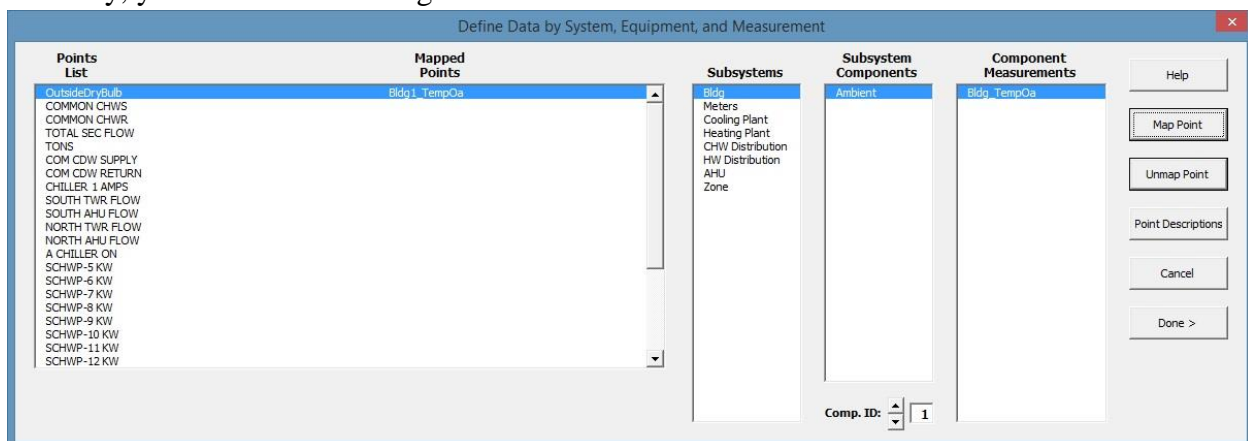 Define Data by System, Equipment, and Measurement
Points List
Mapped Points
Subsystems
Subsystem Components
Component Measurements
OutsideDryBulb Bldg1_TempOa
COMMON CHWS
COMMON CHWR
TOTAL SEC FLOW
TONS
COM CDW SUPPLY
COM CDW RETURN
CHILLER 1 AMPS
SOUTH TWR FLOW
SOUTH AHU FLOW
NORTH TWR FLOW
NORTH AHU FLOW
A CHILLER ON
SCHWP-5 KW
SCHWP-6 KW
SCHWP-7 KW
SCHWP-8 KW
SCHWP-9 KW
SCHWP-10 KW
SCHWP-11 KW
SCHWP-12 KW
Bldg
Meters
Cooling Plant
Heating Plant
CHW Distribution
HW Distribution
AHU
Zone
Ambient
Comp. ID: 1
Bldg_TempOa
Help
Map Point
Unmap Point
Point Descriptions
Cancel
Done >